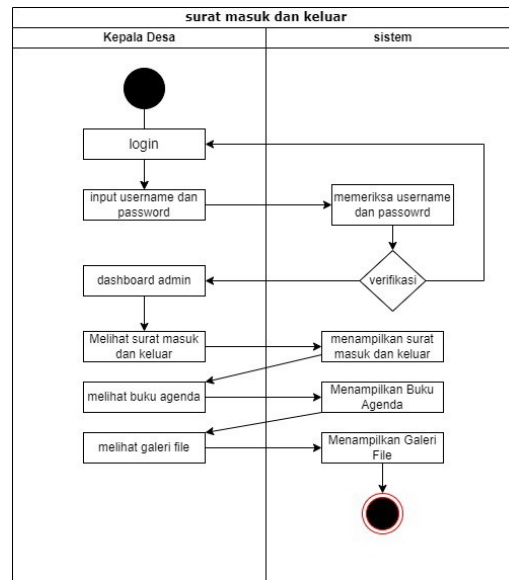 surat masuk dan keluar
Kepala Desa
sistem
login
input username dan
password
memeriksa username
dan passowrd
verifikasi
dashboard admin
Melihat surat masuk
dan keluar
menampilkan surat
masuk dan keluar
melihat buku agenda
Menampilkan Buku
Agenda
melihat galeri file
Menampilkan Galeri
File